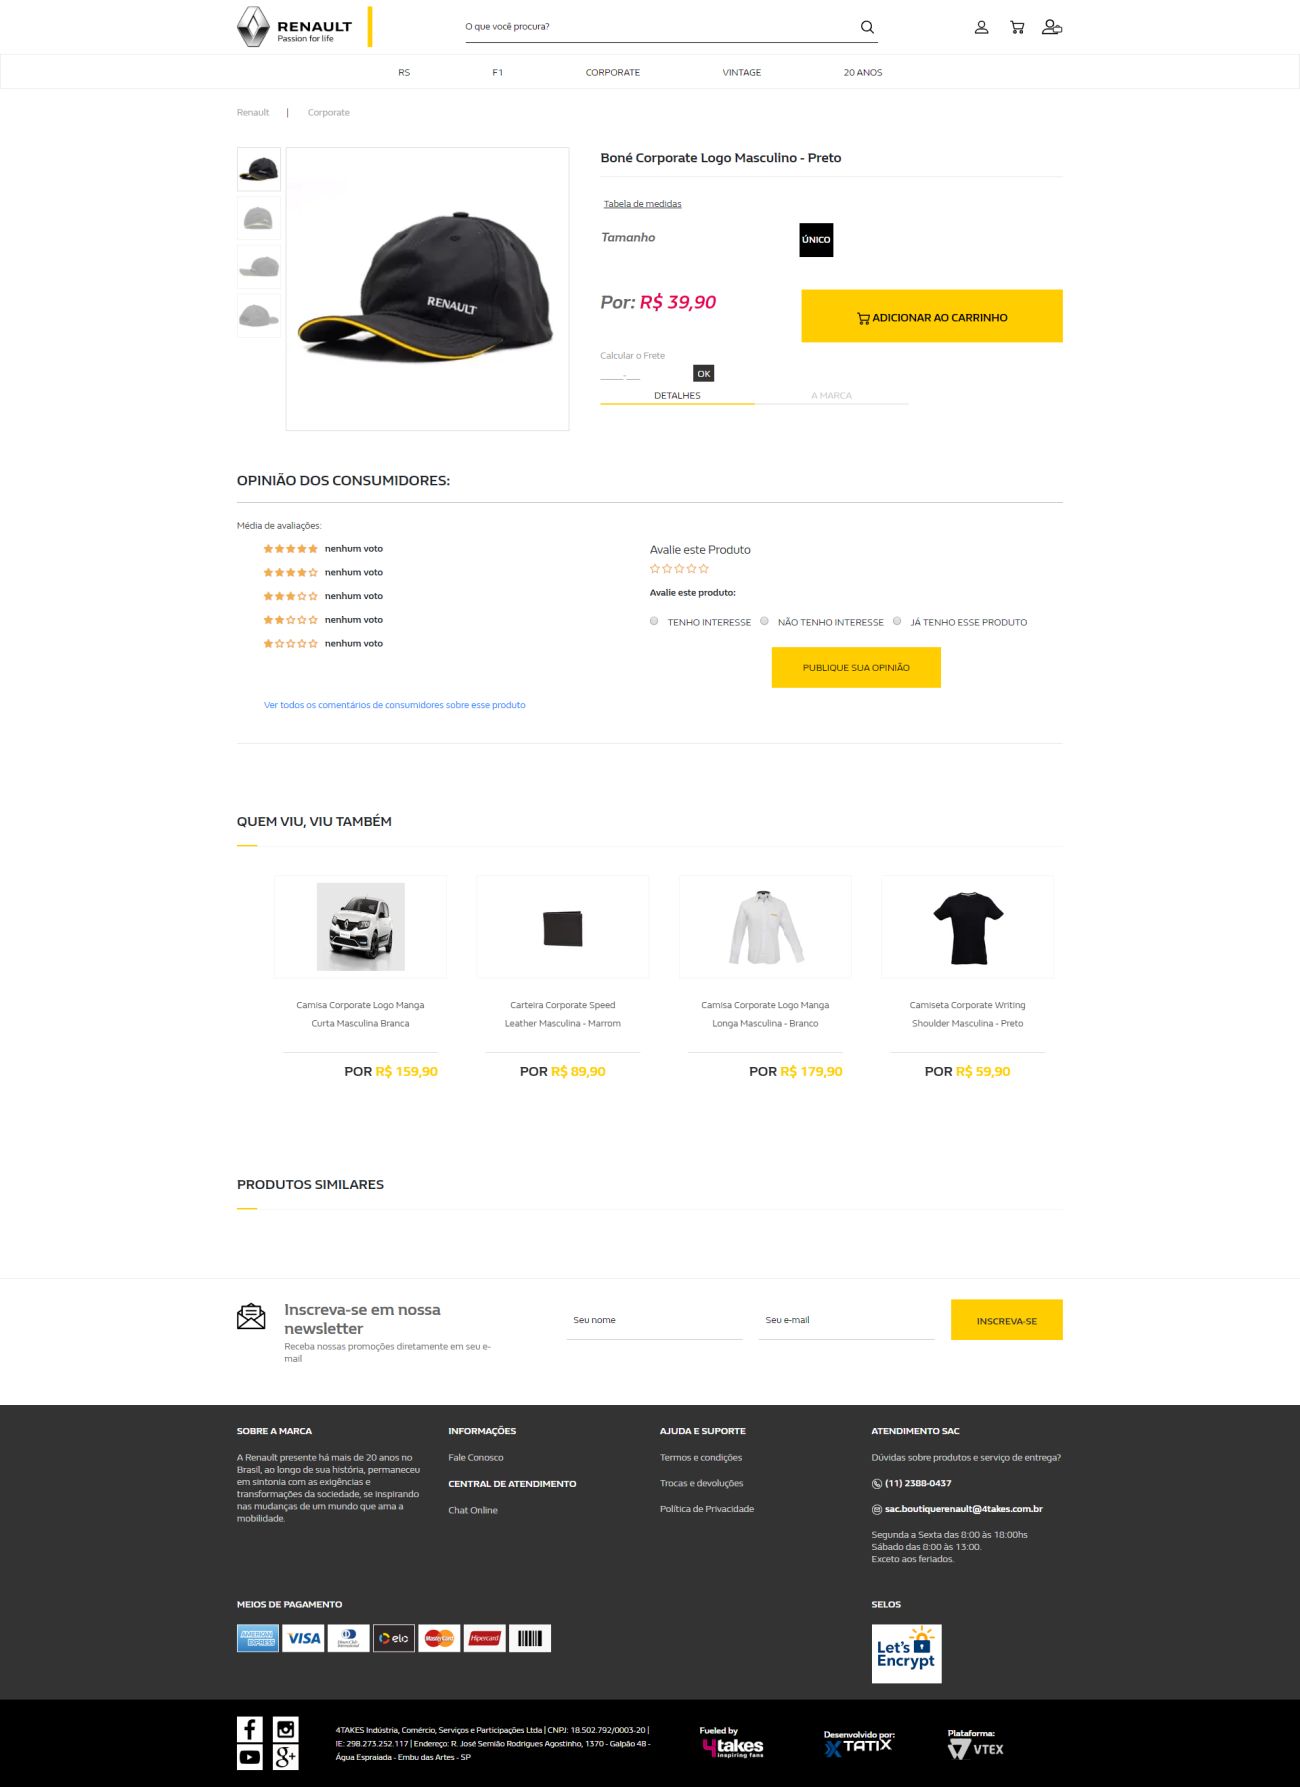 RENAULT
Passion for life
O que você procura?
RS
F1
CORPORATE
VINTAGE
20 ANOS
Renault | Corporate
RENAULT
Boné Corporate Logo Masculino - Preto
Tabela de medidas
Tamanho
ÚNICO
Por: R$ 39,90
ADICIONAR AO CARRINHO
Calcular o Frete
_____-___
OK
DETALHES
A MARCA
OPINIÃO DOS CONSUMIDORES:
Média de avaliações:
nenhum voto
nenhum voto
nenhum voto
nenhum voto
nenhum voto
Ver todos os comentários de consumidores sobre esse produto
Avalie este Produto
Avalie este produto:
TENHO INTERESSE
NÃO TENHO INTERESSE
JÁ TENHO ESSE PRODUTO
PUBLIQUE SUA OPINIÃO
QUEM VIU, VIU TAMBÉM
Camisa Corporate Logo Manga
Curta Masculina Branca
POR R$ 159,90
Carteira Corporate Speed
Leather Masculina - Marrom
POR R$ 89,90
Camisa Corporate Logo Manga
Longa Masculina - Branco
POR R$ 179,90
Camiseta Corporate Writing
Shoulder Masculina - Preto
POR R$ 59,90
PRODUTOS SIMILARES
Inscreva-se em nossa
newsletter
Receba nossas promoções diretamente em seu e-
mail
Seu nome
Seu e-mail
INSCREVA-SE
SOBRE A MARCA
A Renault presente há mais de 20 anos no
Brasil, ao longo de sua história, permaneceu
em sintonia com as exigências e
transformações da sociedade, se inspirando
nas mudanças de um mundo que ama a
mobilidade.
INFORMAÇÕES
Fale Conosco
CENTRAL DE ATENDIMENTO
Chat Online
AJUDA E SUPORTE
Termos e condições
Trocas e devoluções
Política de Privacidade
ATENDIMENTO SAC
Dúvidas sobre produtos e serviço de entrega?
(11) 2388-0437
sac.boutiquerenault@4takes.com.br
Segunda a Sexta das 8:00 às 18:00hs
Sábado das 8:00 às 13:00.
Exceto aos feriados.
MEIOS DE PAGAMENTO
AMERICAN
EXPRESS
VISA
Diners Club
International
elo
MasterCard
Hipercard
SELOS
Let's
Encrypt
4TAKES Indústria, Comércio, Serviços e Participações Ltda | CNPJ: 18.502.792/0003-20 |
IE: 298.273.252.117 | Endereço: R. José Semião Rodrigues Agostinho, 1370 - Galpão 48 -
Água Espraiada - Embu das Artes - SP
Fueled by
4takes
inspiring fans
Desenvolvido por:
TATIX
Plataforma:
VTEX